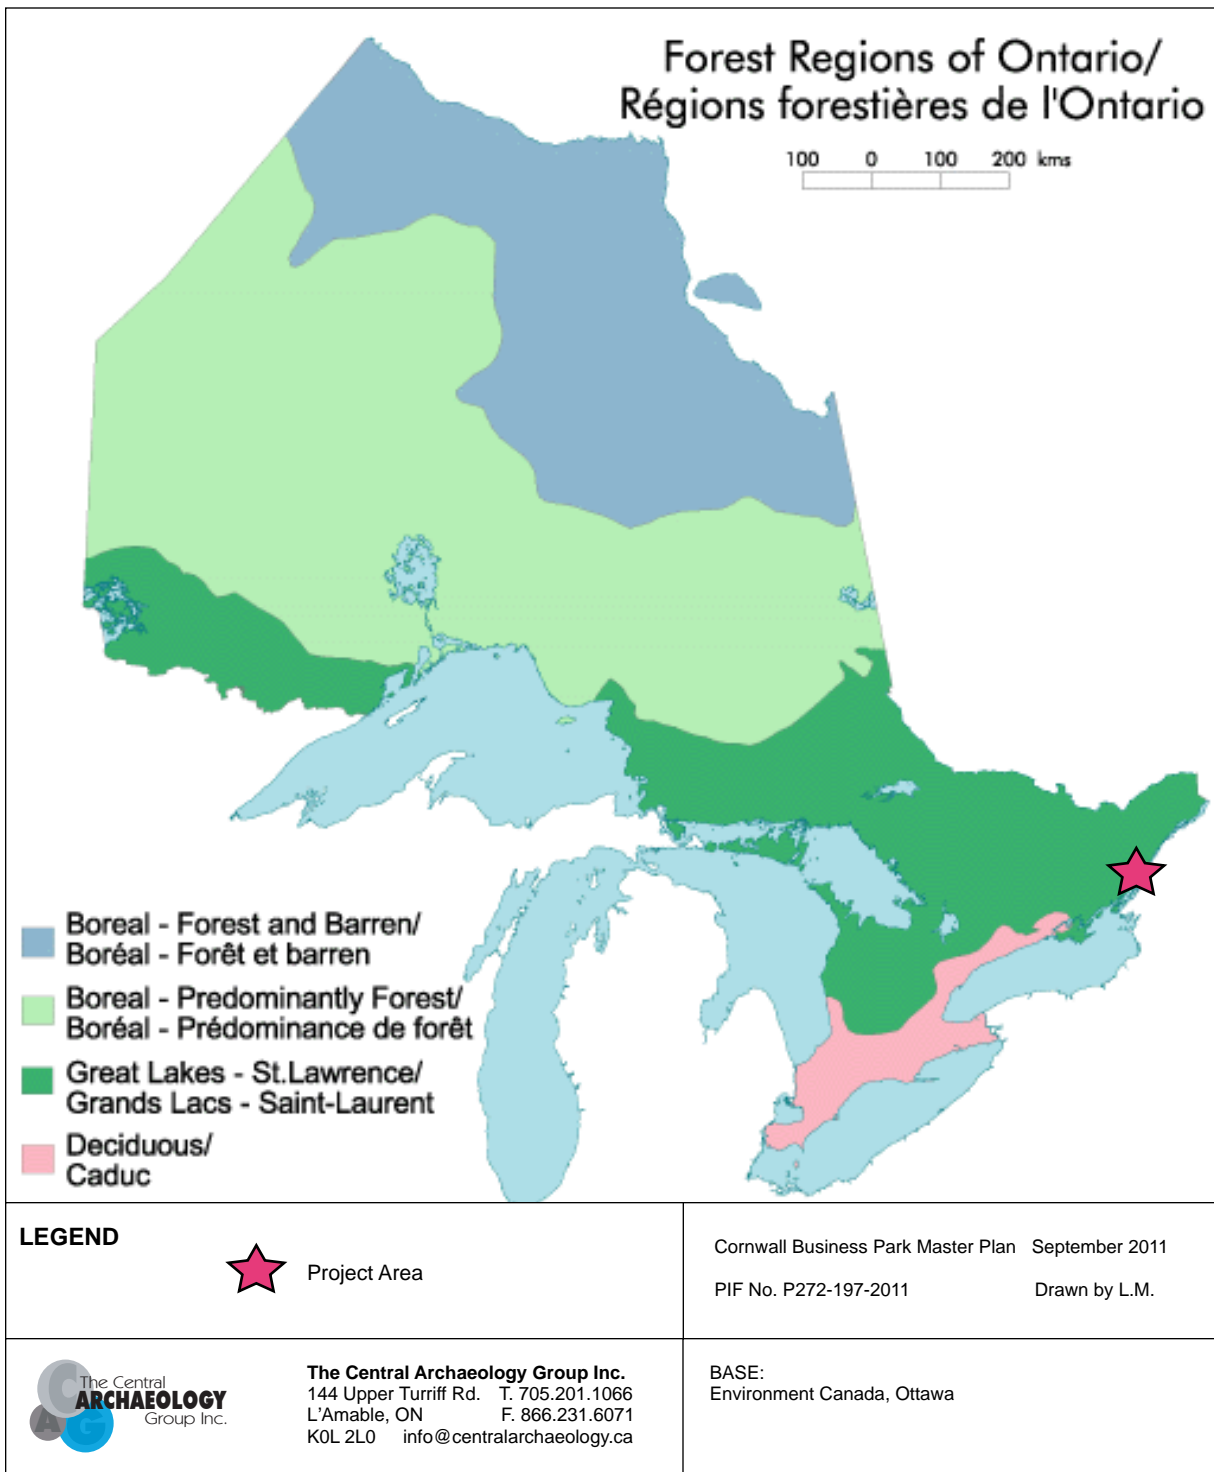 Forest Regions of Ontario/
Régions forestières de l'Ontario
100 0 100 200 kms
Boreal - Forest and Barren/
Boréal - Forêt et barren
Boreal - Predominantly Forest/
Boréal - Prédominance de forêt
Great Lakes - St.Lawrence/
Grands Lacs - Saint-Laurent
Deciduous/
Caduc
LEGEND
Project Area
Cornwall Business Park Master Plan September 2011
PIF No. P272-197-2011 Drawn by L.M.
CAG
The Central
ARCHAEOLOGY
Group Inc.
The Central Archaeology Group Inc.
144 Upper Turriff Rd. T. 705.201.1066
L'Amable, ON F. 866.231.6071
K0L 2L0 info@centralarchaeology.ca
BASE:
Environment Canada, Ottawa